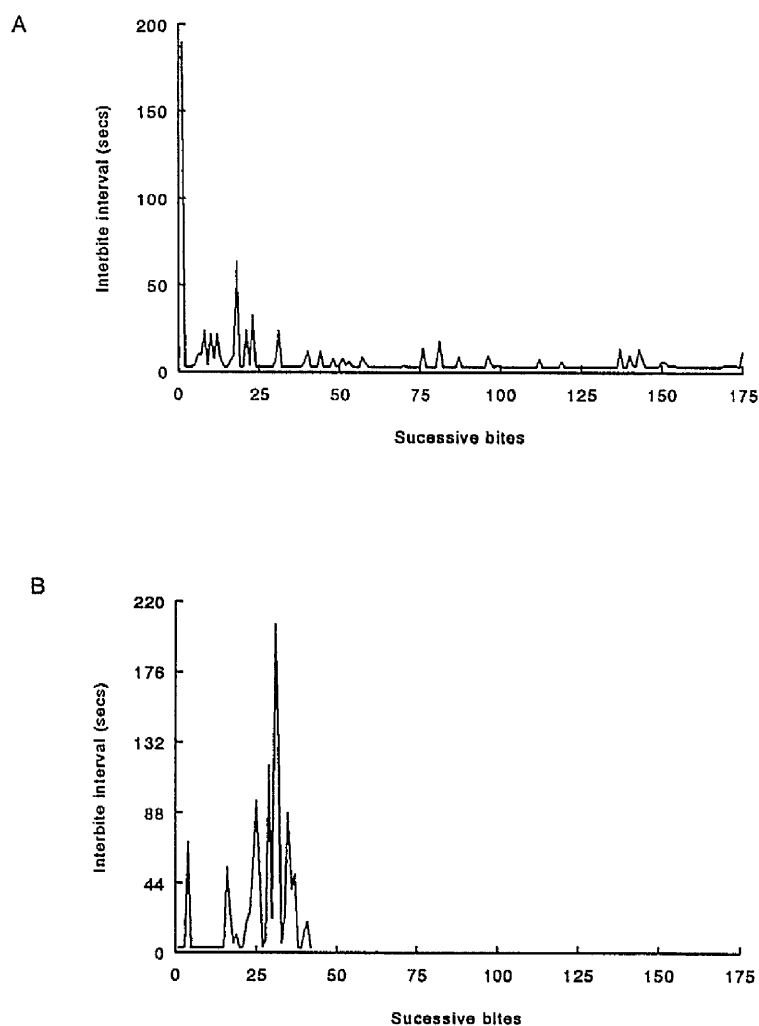 A
Interbite interval (secs)
200
150
100
50
0
0 25 50 75 100 125 150 175
Sucessive bites
B
Interbite interval (secs)
220
176
132
88
44
0
0 25 50 75 100 125 150 175
Sucessive bites